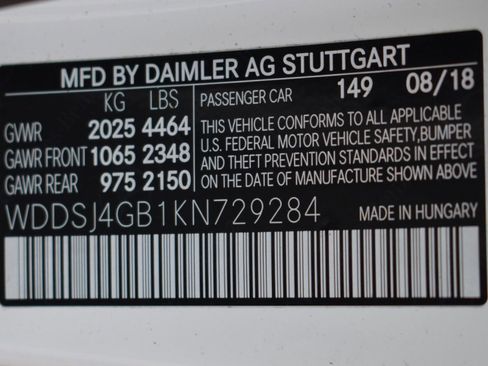 MFD BY DAIMLER AG STUTTGART
KG LBS
GVWR 2025 4464
GAWR FRONT 1065 2348
GAWR REAR 975 2150
PASSENGER CAR 149 08/18
THIS VEHICLE CONFORMS TO ALL APPLICABLE
U.S. FEDERAL MOTOR VEHICLE SAFETY, BUMPER
AND THEFT PREVENTION STANDARDS IN EFFECT
ON THE DATE OF MANUFACTURE SHOWN ABOVE
WDDSJ4GB1KN729284 MADE IN HUNGARY